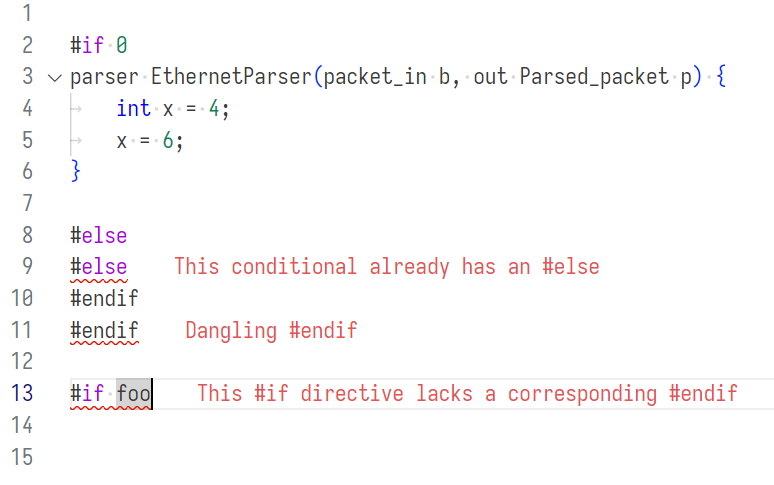 1
2 #if 0
3 parser EthernetParser(packet_in b, out Parsed_packet p) {
4 int x = 4;
5 x = 6;
6 }
7
8 #else
9 #else This conditional already has an #else
10 #endif
11 #endif Dangling #endif
12
13 #if foo This #if directive lacks a corresponding #endif
14
15